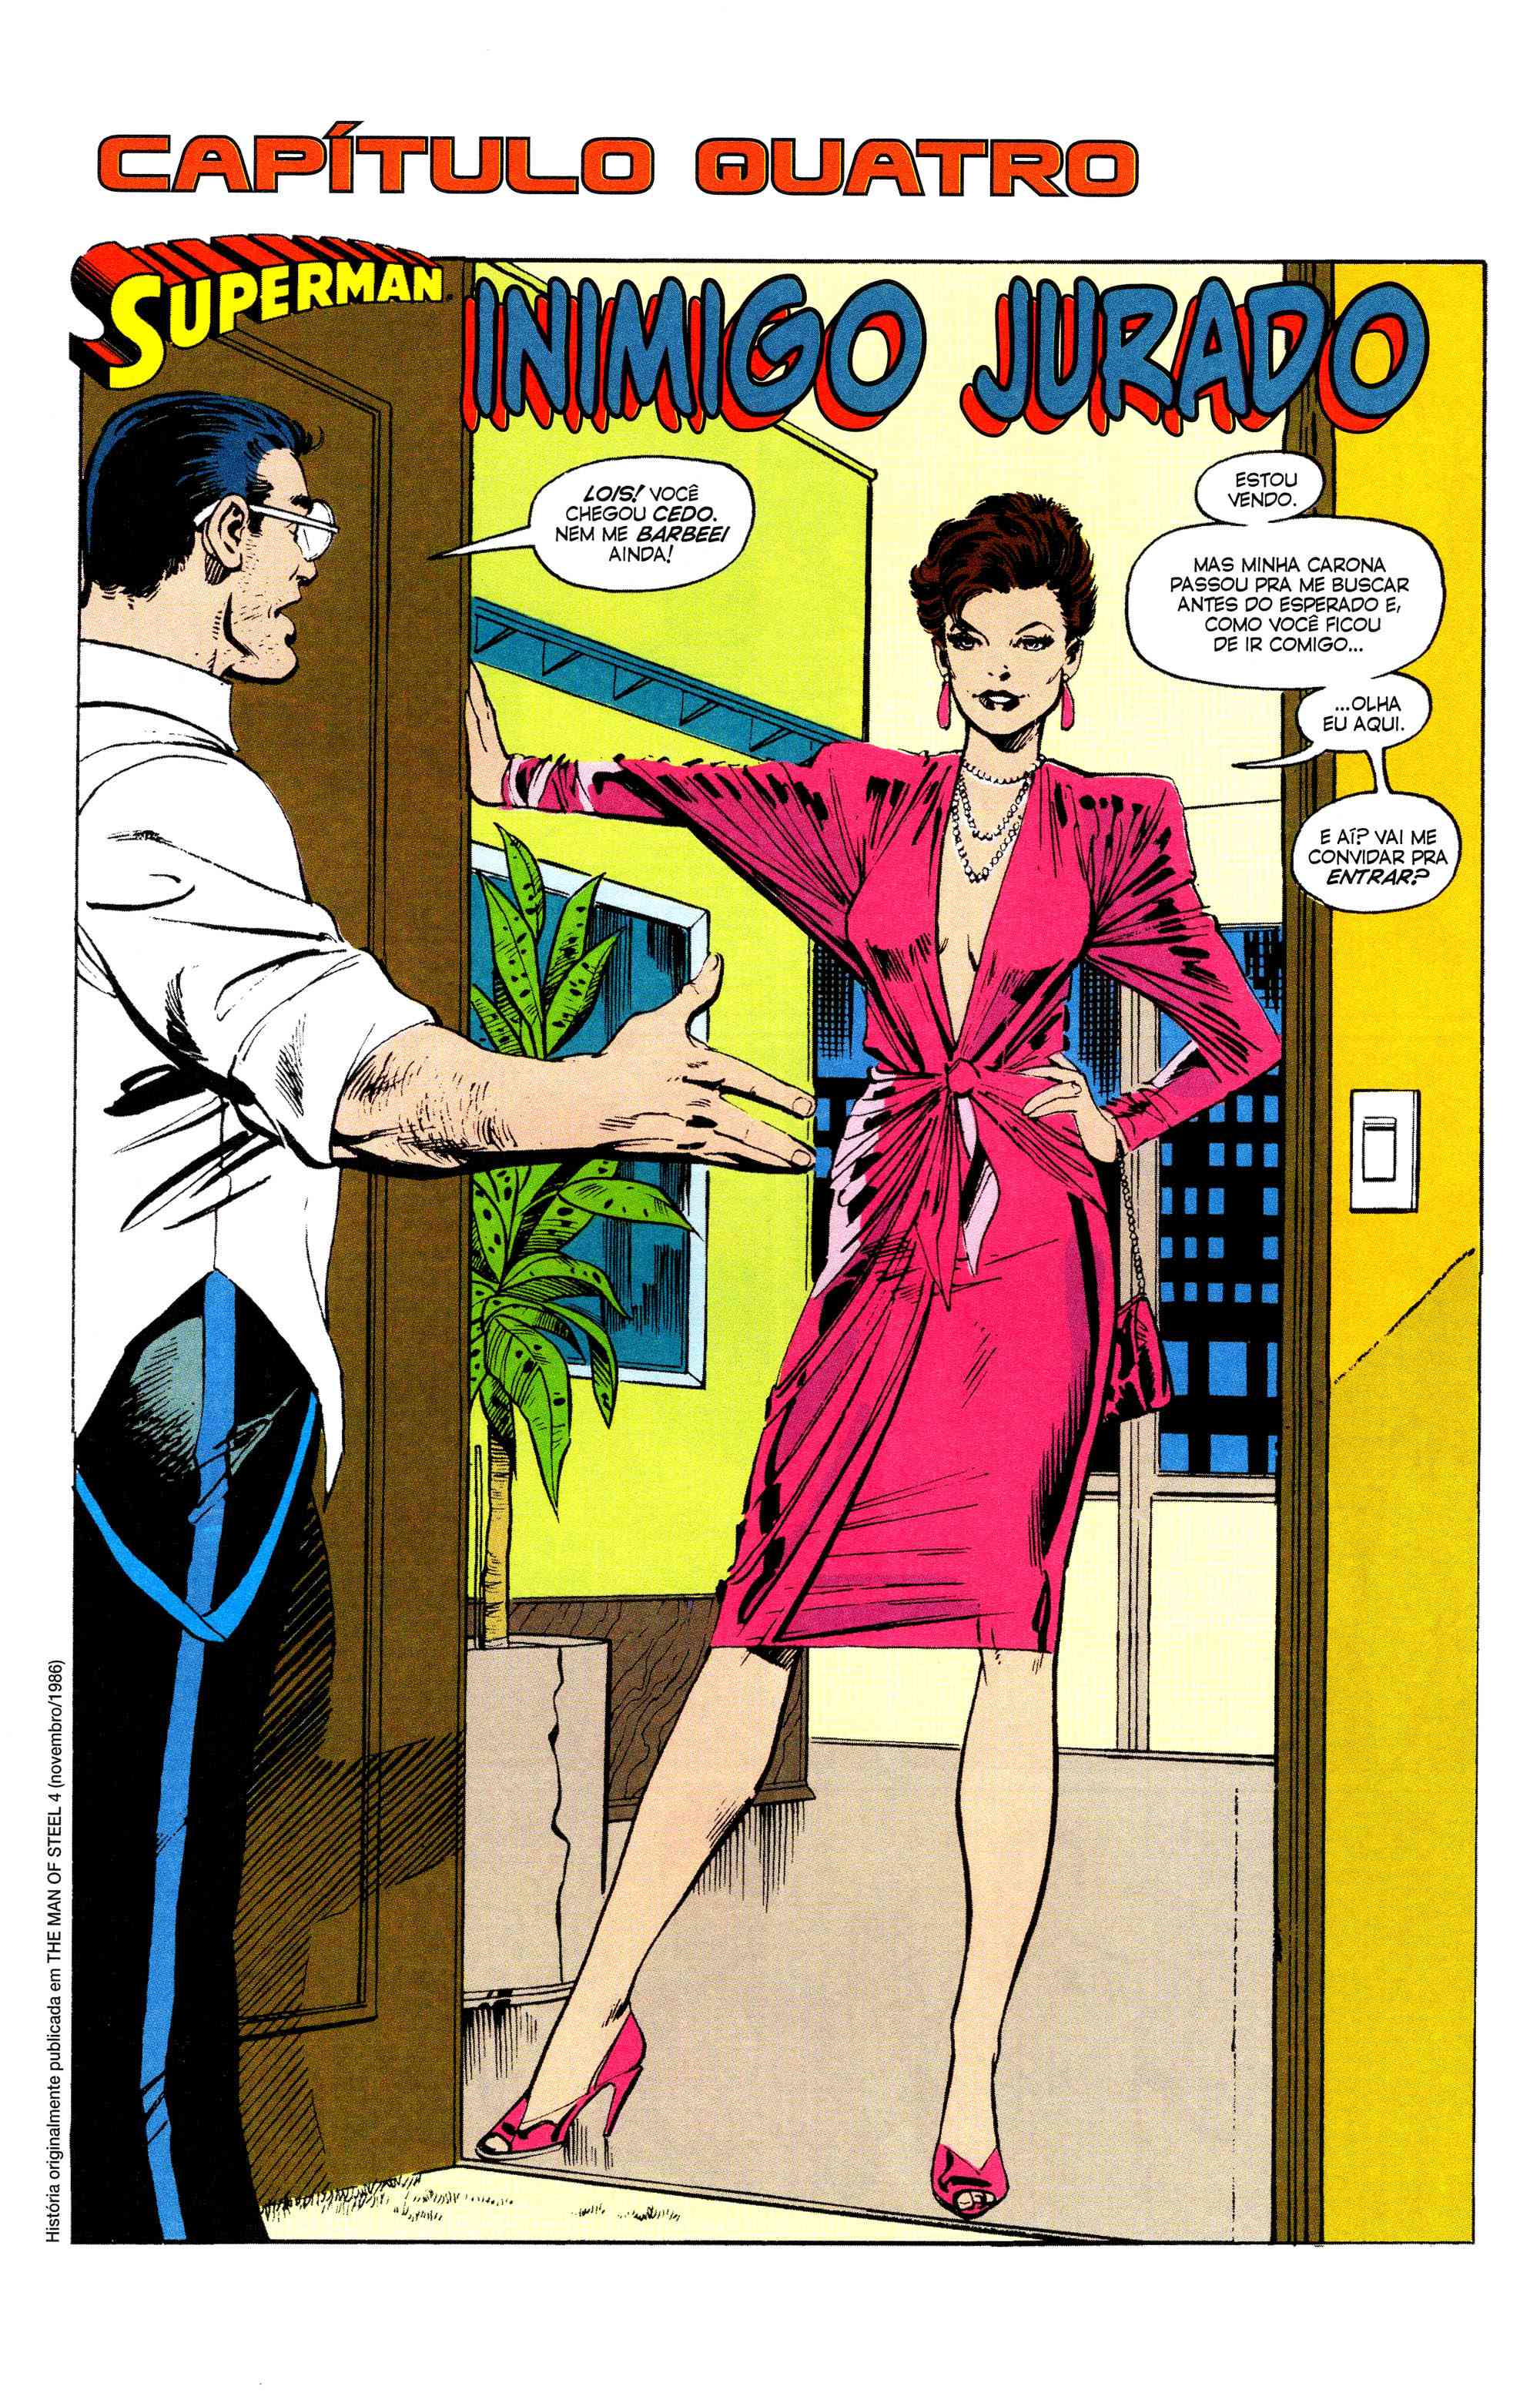 CAPÍTULO QUATRO
SUPERMAN
INIMIGO JURADO
LOIS! VOCÊ
CHEGOU CEDO.
NEM ME BARBEEI
AINDA!
ESTOU
VENDO.
MAS MINHA CARONA
PASSOU PRA ME BUSCAR
ANTES DO ESPERADO E,
COMO VOCÊ FICOU
DE IR COMIGO...
...OLHA
EU AQUI.
E AÍ? VAI ME
CONVIDAR PRA
ENTRAR?
História originalmente publicada em THE MAN OF STEEL 4 (novembro/1986)